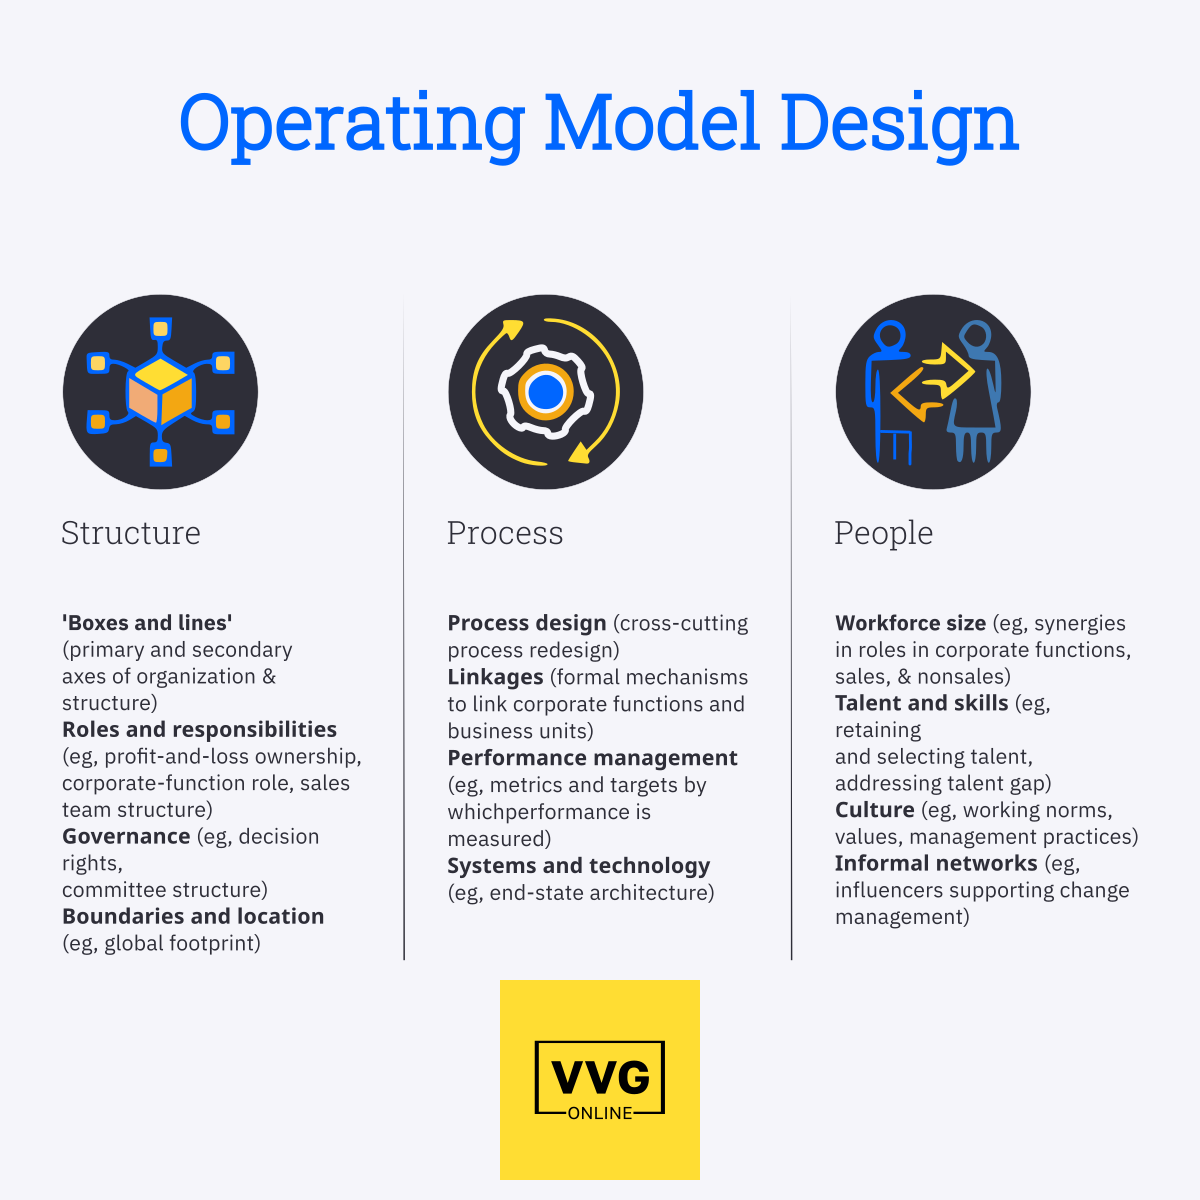 Operating Model Design
Structure
'Boxes and lines'
(primary and secondary
axes of organization &
structure)
Roles and responsibilities
(eg, profit-and-loss ownership,
corporate-function role, sales
team structure)
Governance (eg, decision
rights,
committee structure)
Boundaries and location
(eg, global footprint)
Process
Process design (cross-cutting
process redesign)
Linkages (formal mechanisms
to link corporate functions and
business units)
Performance management
(eg, metrics and targets by
whichperformance is
measured)
Systems and technology
(eg, end-state architecture)
People
Workforce size (eg, synergies
in roles in corporate functions,
sales, & nonsales)
Talent and skills (eg,
retaining
and selecting talent,
addressing talent gap)
Culture (eg, working norms,
values, management practices)
Informal networks (eg,
influencers supporting change
management)
VVG
ONLINE